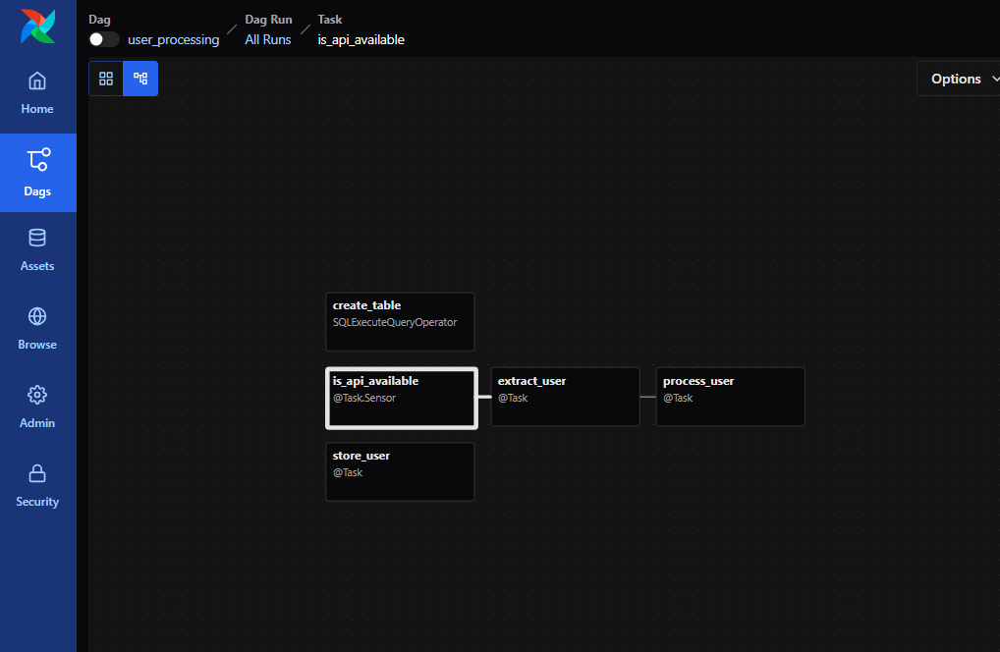 Dag
user_processing
Dag Run
All Runs
Task
is_api_available
Options
Home
Dags
Assets
Browse
Admin
Security
create_table
SQLExecuteQueryOperator
is_api_available
@Task.Sensor
extract_user
@Task
process_user
@Task
store_user
@Task